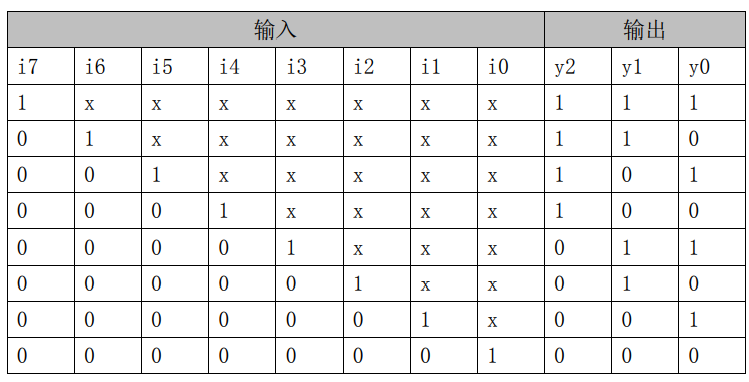 输入 输出
i7 i6 i5 i4 i3 i2 i1 i0 y2 y1 y0
1 x x x x x x x 1 1 1
0 1 x x x x x x 1 1 0
0 0 1 x x x x x 1 0 1
0 0 0 1 x x x x 1 0 0
0 0 0 0 1 x x x 0 1 1
0 0 0 0 0 1 x x 0 1 0
0 0 0 0 0 0 1 x 0 0 1
0 0 0 0 0 0 0 1 0 0 0